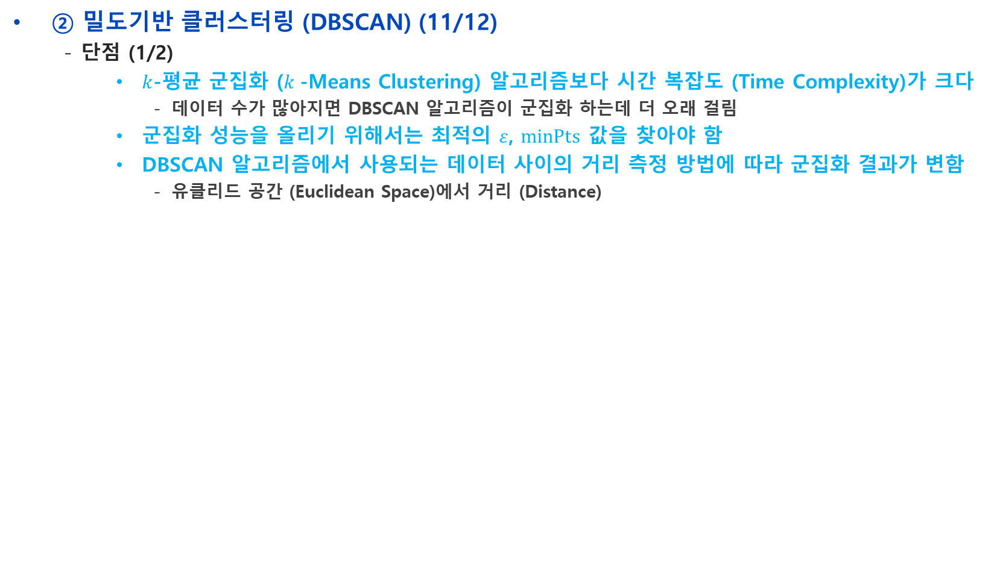 • ② 밀도기반 클러스터링 (DBSCAN) (11/12)
- 단점 (1/2)
• k-평균 군집화 (k -Means Clustering) 알고리즘보다 시간 복잡도 (Time Complexity)가 크다
- 데이터 수가 많아지면 DBSCAN 알고리즘이 군집화 하는데 더 오래 걸림
• 군집화 성능을 올리기 위해서는 최적의 ε, minPts 값을 찾아야 함
• DBSCAN 알고리즘에서 사용되는 데이터 사이의 거리 측정 방법에 따라 군집화 결과가 변함
- 유클리드 공간 (Euclidean Space)에서 거리 (Distance)